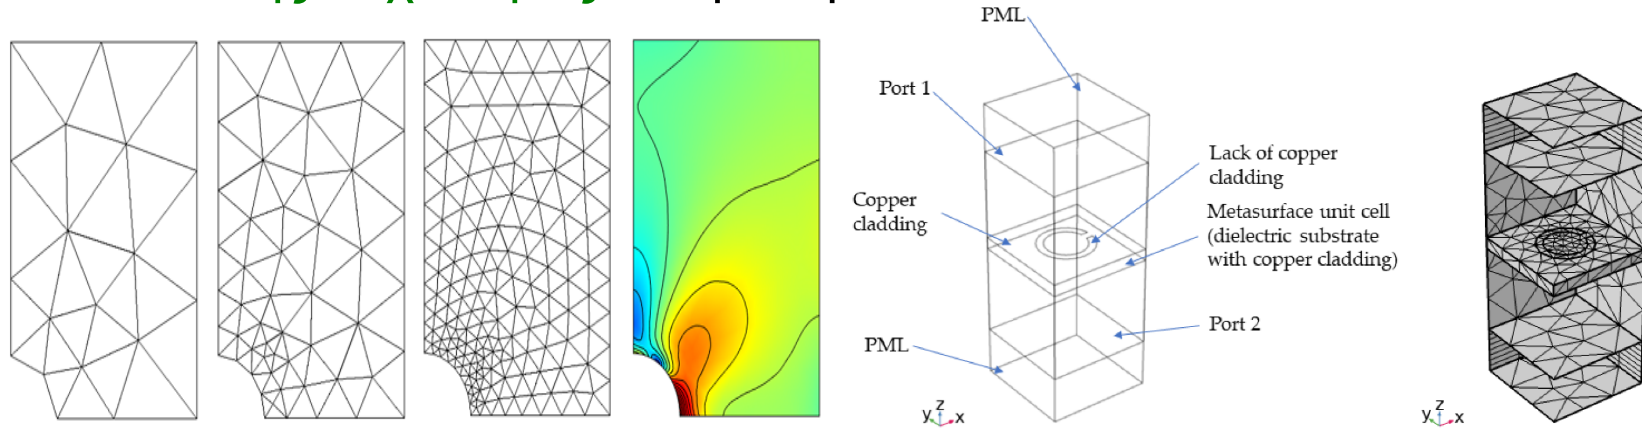 PML
Port 1
Lack of copper
cladding
Copper
cladding
Metasurface unit cell
(dielectric substrate
with copper cladding)
Port 2
PML
y z x
y z x